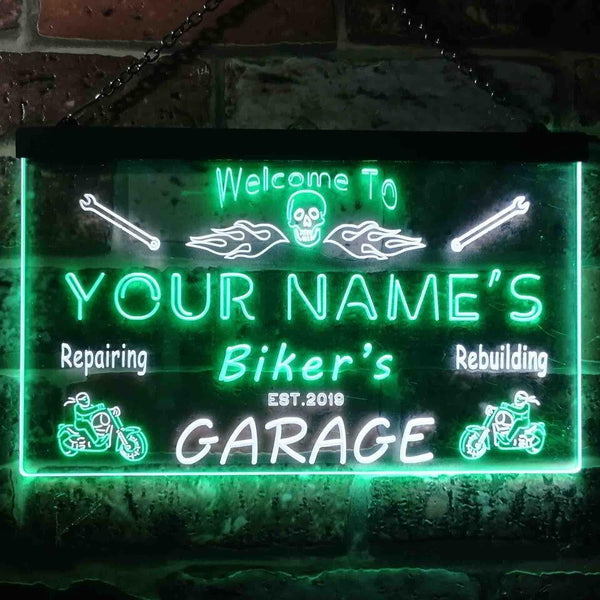 Welcome To
YOUR NAME'S
Repairing
Biker's
Rebuilding
EST.2019
GARAGE